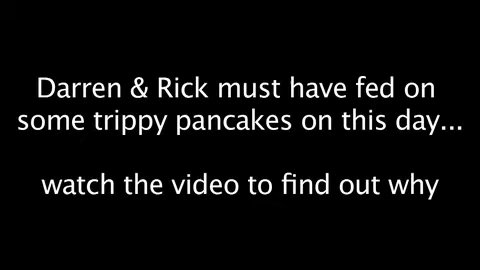 Darren & Rick must have fed on
some trippy pancakes on this day...
watch the video to find out why